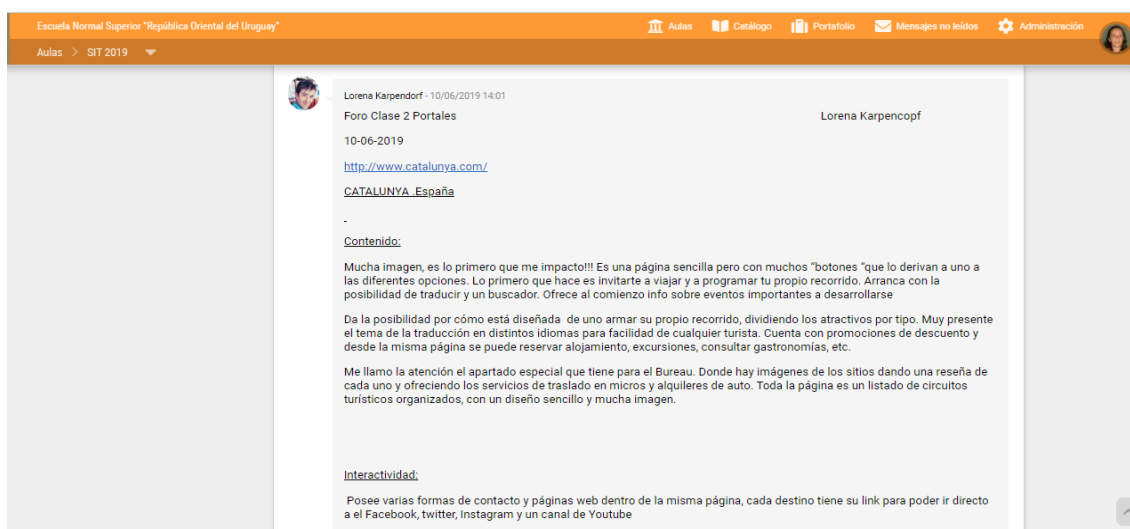 Escuela Normal Superior "República Oriental del Uruguay"
Aulas
Catálogo
Portafolio
Mensajes no leídos
Administración
Aulas > SIT 2019
Lorena Karpendorf - 10/06/2019 14:01
Foro Clase 2 Portales Lorena Karpencopf
10-06-2019
http://www.catalunya.com/
CATALUNYA .España
-
Contenido:
Mucha imagen, es lo primero que me impacto!!! Es una página sencilla pero con muchos "botones "que lo derivan a uno a
las diferentes opciones. Lo primero que hace es invitarte a viajar y a programar tu propio recorrido. Arranca con la
posibilidad de traducir y un buscador. Ofrece al comienzo info sobre eventos importantes a desarrollarse
Da la posibilidad por cómo está diseñada de uno armar su propio recorrido, dividiendo los atractivos por tipo. Muy presente
el tema de la traducción en distintos idiomas para facilidad de cualquier turista. Cuenta con promociones de descuento y
desde la misma página se puede reservar alojamiento, excursiones, consultar gastronomías, etc.
Me llamo la atención el apartado especial que tiene para el Bureau. Donde hay imágenes de los sitios dando una reseña de
cada uno y ofreciendo los servicios de traslado en micros y alquileres de auto. Toda la página es un listado de circuitos
turísticos organizados, con un diseño sencillo y mucha imagen.
Interactividad:
Posee varias formas de contacto y páginas web dentro de la misma página, cada destino tiene su link para poder ir directo
a el Facebook, twitter, Instagram y un canal de Youtube